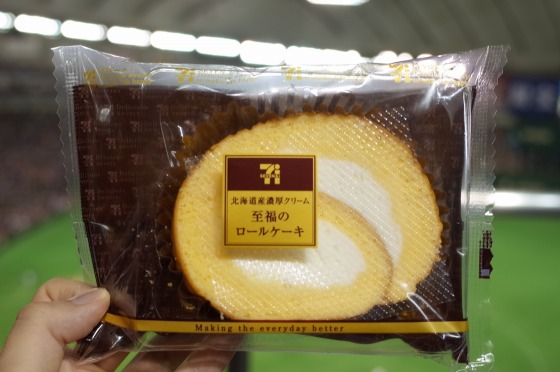 北海道産濃厚クリーム
至福の
ロールケーキ
Making the everyday better